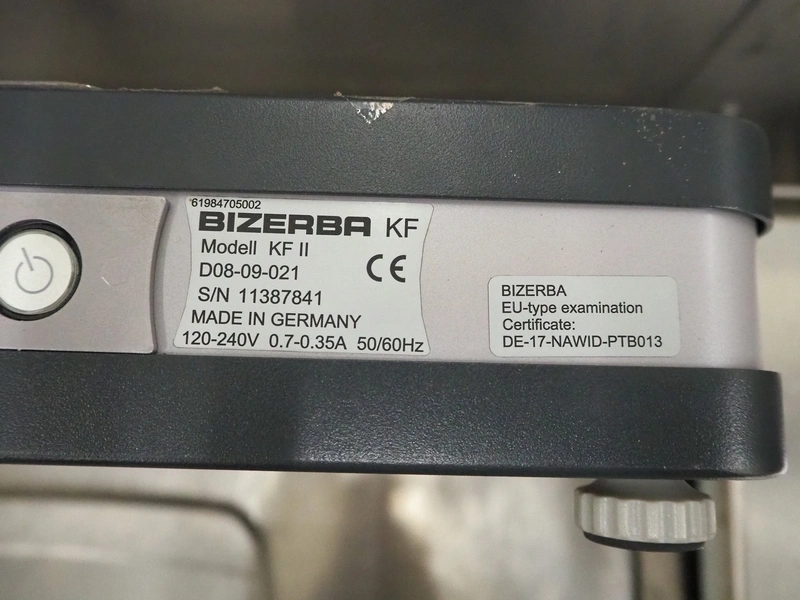 61984705002
BIZERBA KF
Modell KF II
D08-09-021 CE
S/N 11387841
MADE IN GERMANY
120-240V 0.7-0.35A 50/60Hz
BIZERBA
EU-type examination
Certificate:
DE-17-NAWID-PTB013